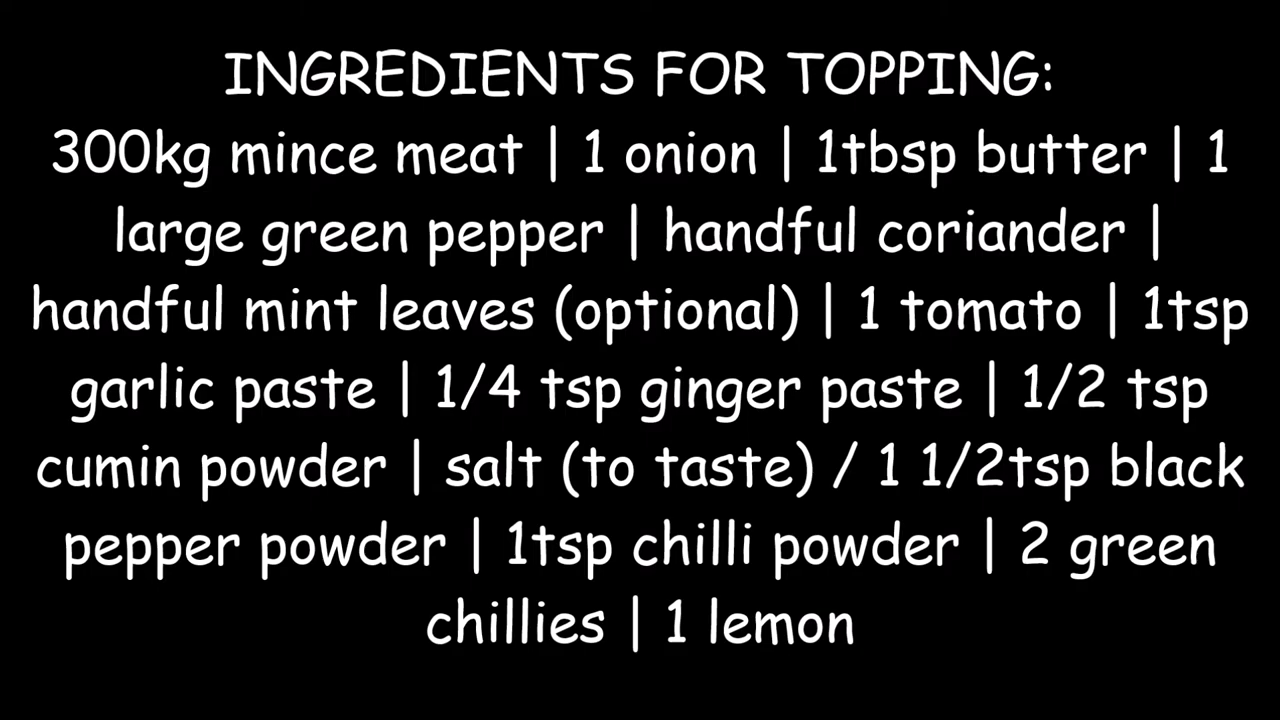 INGREDIENTS FOR TOPPING:
300kg mince meat | 1 onion | 1tbsp butter | 1
large green pepper | handful coriander |
handful mint leaves (optional) | 1 tomato | 1tsp
garlic paste | 1/4 tsp ginger paste | 1/2 tsp
cumin powder | salt (to taste) / 1 1/2tsp black
pepper powder | 1tsp chilli powder | 2 green
chillies | 1 lemon